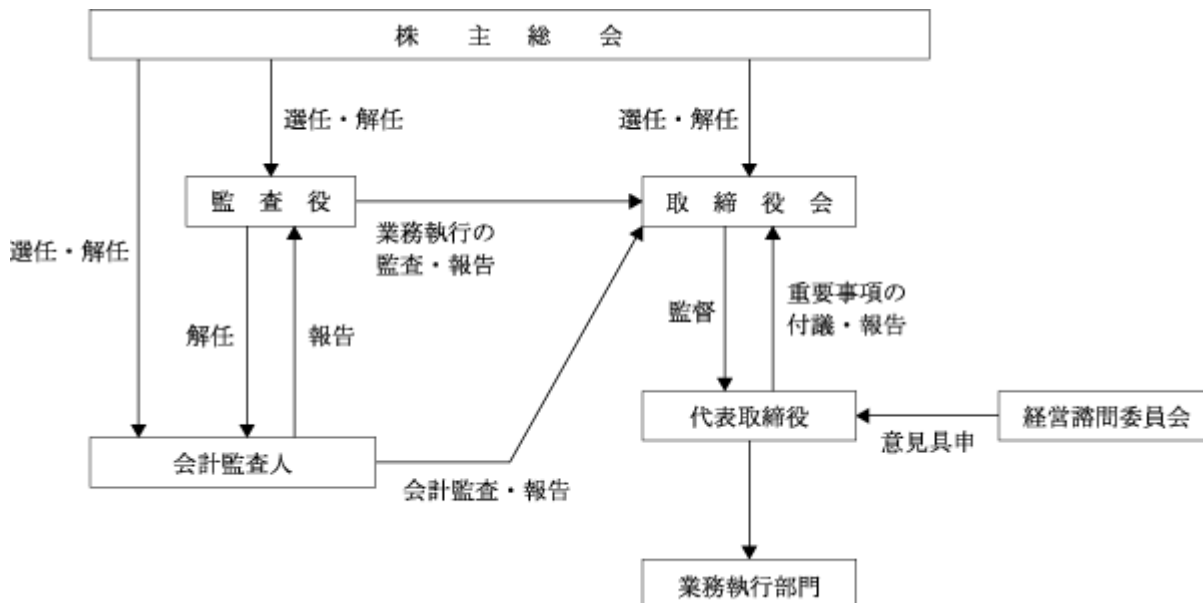 株主総会
選任・解任
選任・解任
監査役
取締役会
選任・解任
業務執行の
監査・報告
解任
報告
監督
重要事項の
付議・報告
代表取締役
経営諮問委員会
意見具申
会計監査人
会計監査・報告
業務執行部門